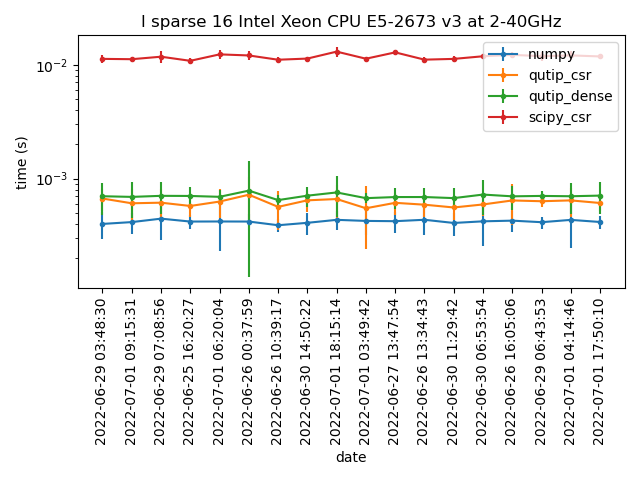 I sparse 16 Intel Xeon CPU E5-2673 v3 at 2-40GHz
numpy
qutip_csr
qutip_dense
scipy_csr
time (s)
10⁻²
10⁻³
2022-06-29 03:48:30
2022-07-01 09:15:31
2022-06-29 07:08:56
2022-06-25 16:20:27
2022-07-01 06:20:04
2022-06-26 00:37:59
2022-06-26 10:39:17
2022-06-30 14:50:22
2022-07-01 18:15:14
2022-07-01 03:49:42
2022-06-27 13:47:54
2022-06-26 13:34:43
2022-06-30 11:29:42
2022-06-30 06:53:54
2022-06-26 16:05:06
2022-06-29 06:43:53
2022-07-01 04:14:46
2022-07-01 17:50:10
date